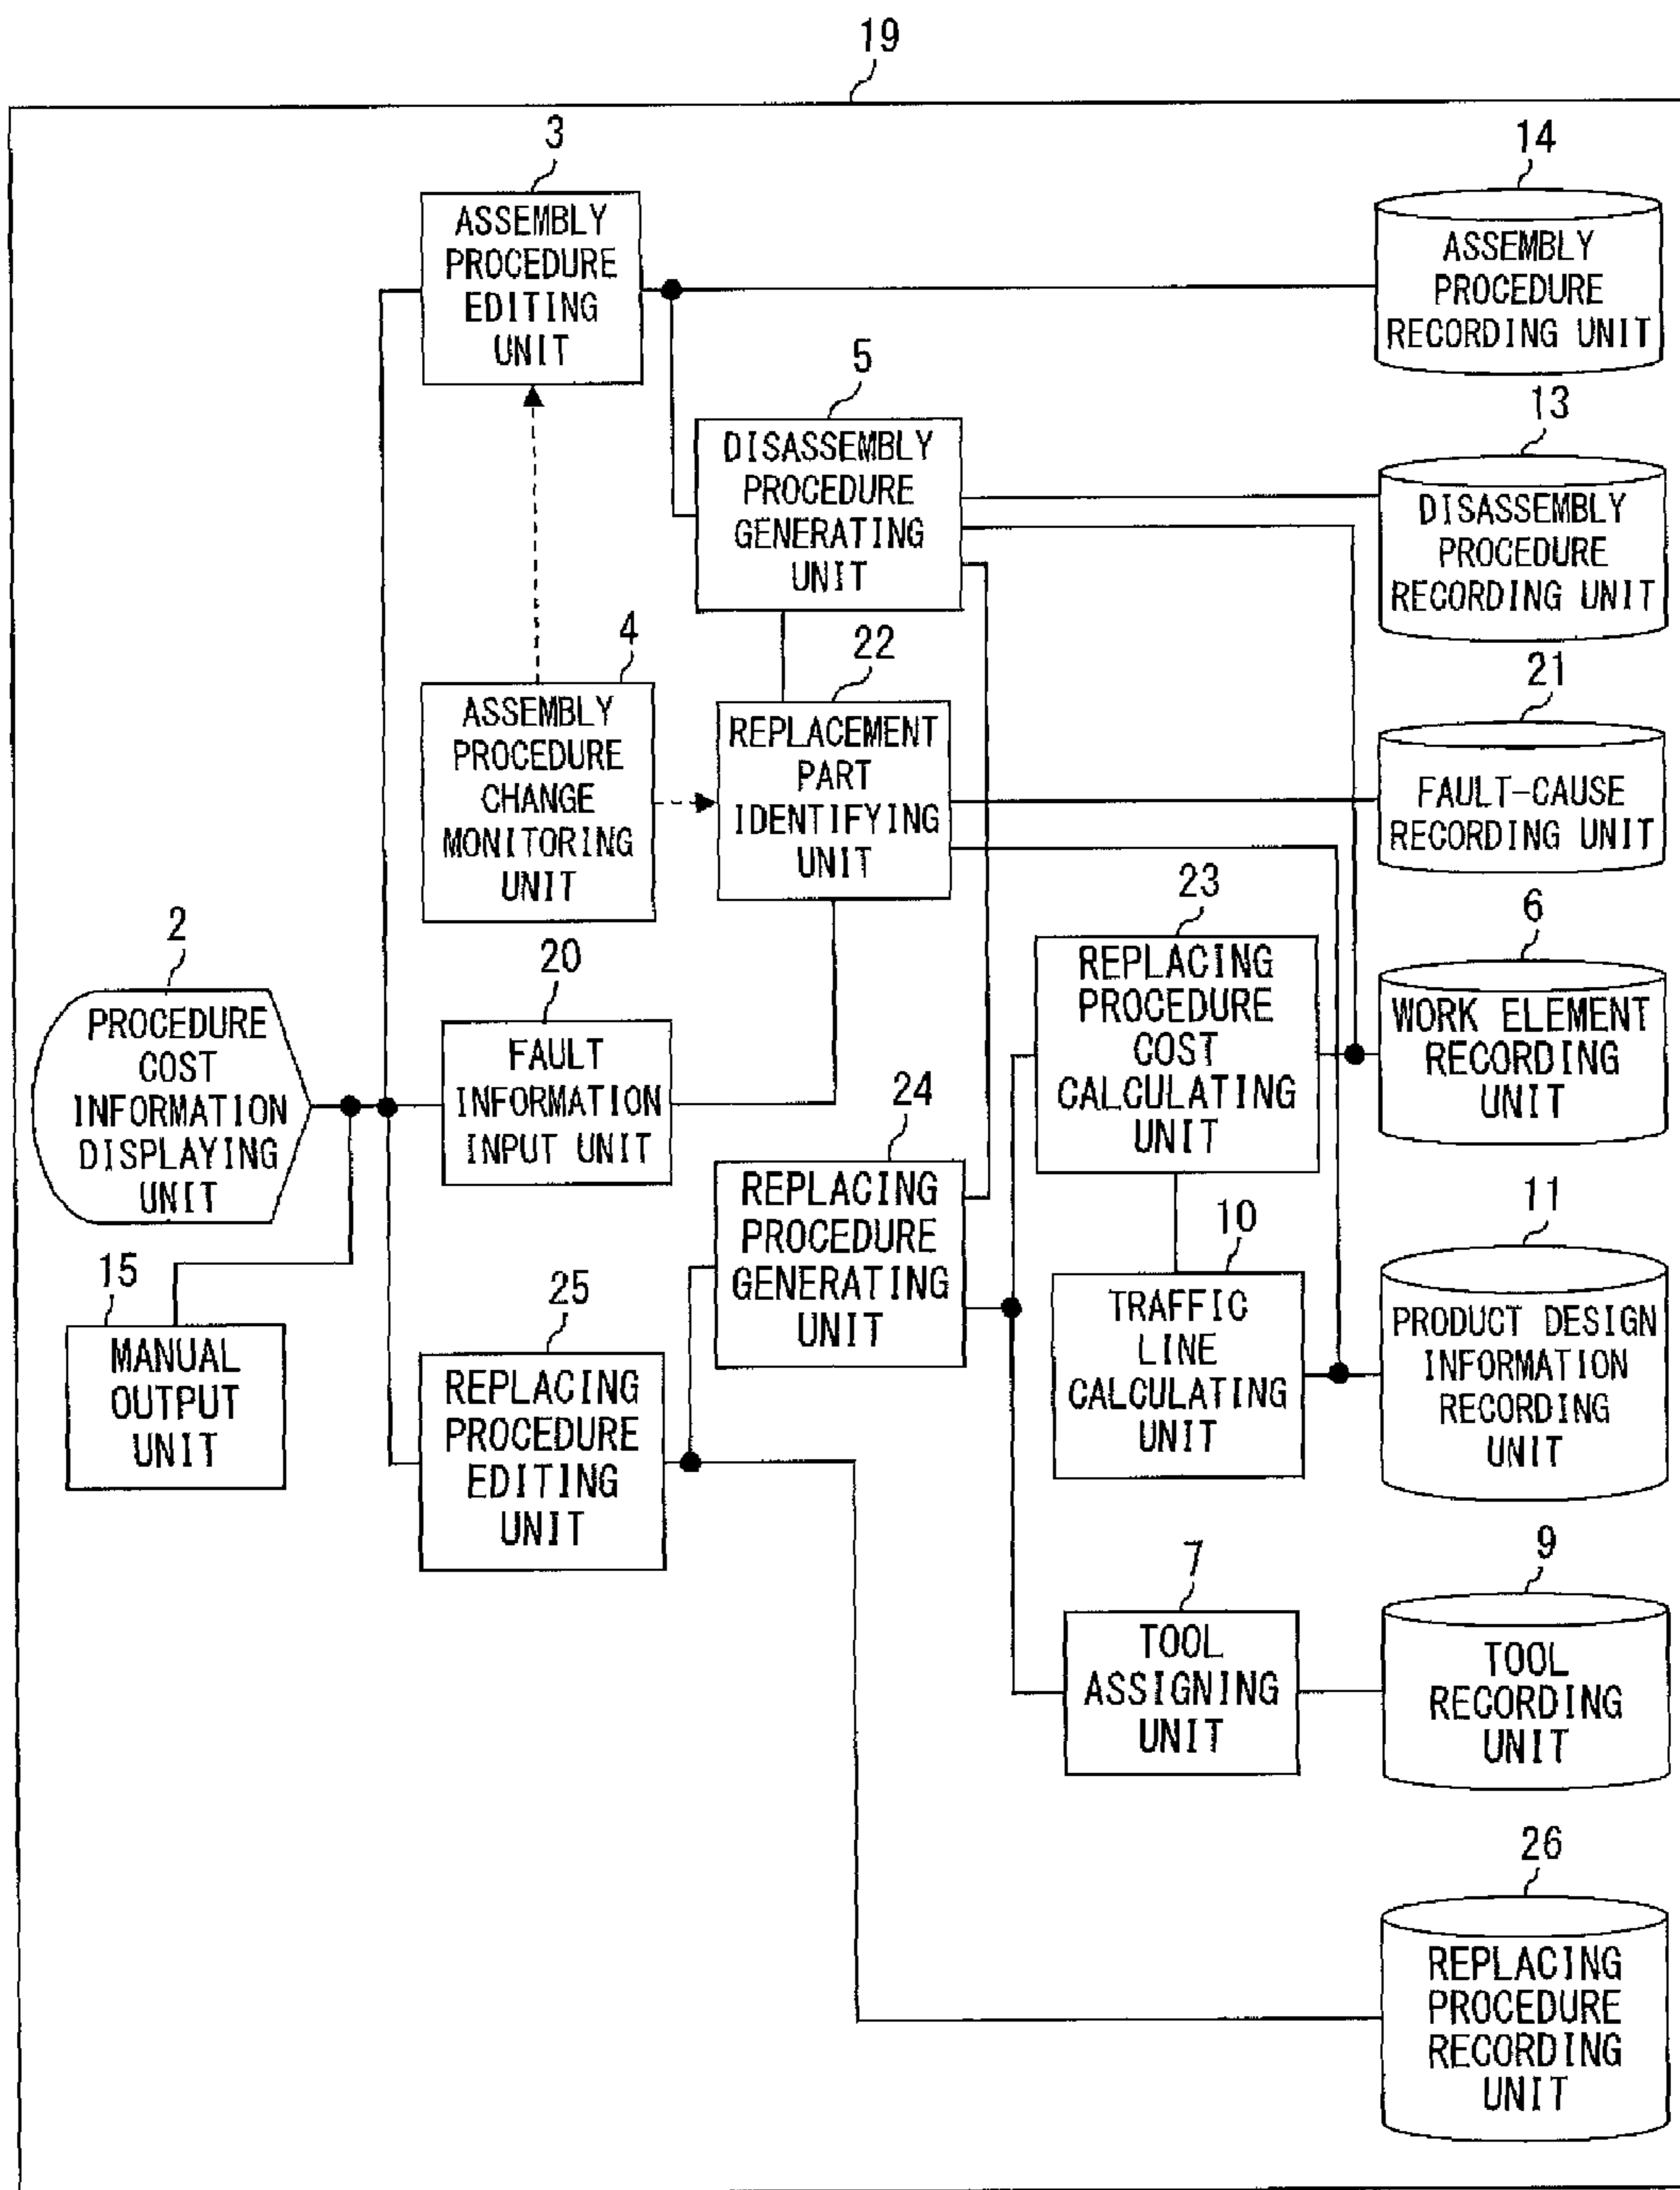 19
3
ASSEMBLY
PROCEDURE
EDITING
UNIT
14
ASSEMBLY
PROCEDURE
RECORDING UNIT
5
DISASSEMBLY
PROCEDURE
GENERATING
UNIT
13
DISASSEMBLY
PROCEDURE
RECORDING UNIT
4
ASSEMBLY
PROCEDURE
CHANGE
MONITORING
UNIT
22
REPLACEMENT
PART
IDENTIFYING
UNIT
21
FAULT-CAUSE
RECORDING UNIT
2
PROCEDURE
COST
INFORMATION
DISPLAYING
UNIT
20
FAULT
INFORMATION
INPUT UNIT
23
REPLACING
PROCEDURE
COST
CALCULATING
UNIT
6
WORK ELEMENT
RECORDING
UNIT
24
REPLACING
PROCEDURE
GENERATING
UNIT
10
TRAFFIC
LINE
CALCULATING
UNIT
11
PRODUCT DESIGN
INFORMATION
RECORDING
UNIT
15
MANUAL
OUTPUT
UNIT
25
REPLACING
PROCEDURE
EDITING
UNIT
7
TOOL
ASSIGNING
UNIT
9
TOOL
RECORDING
UNIT
26
REPLACING
PROCEDURE
RECORDING
UNIT